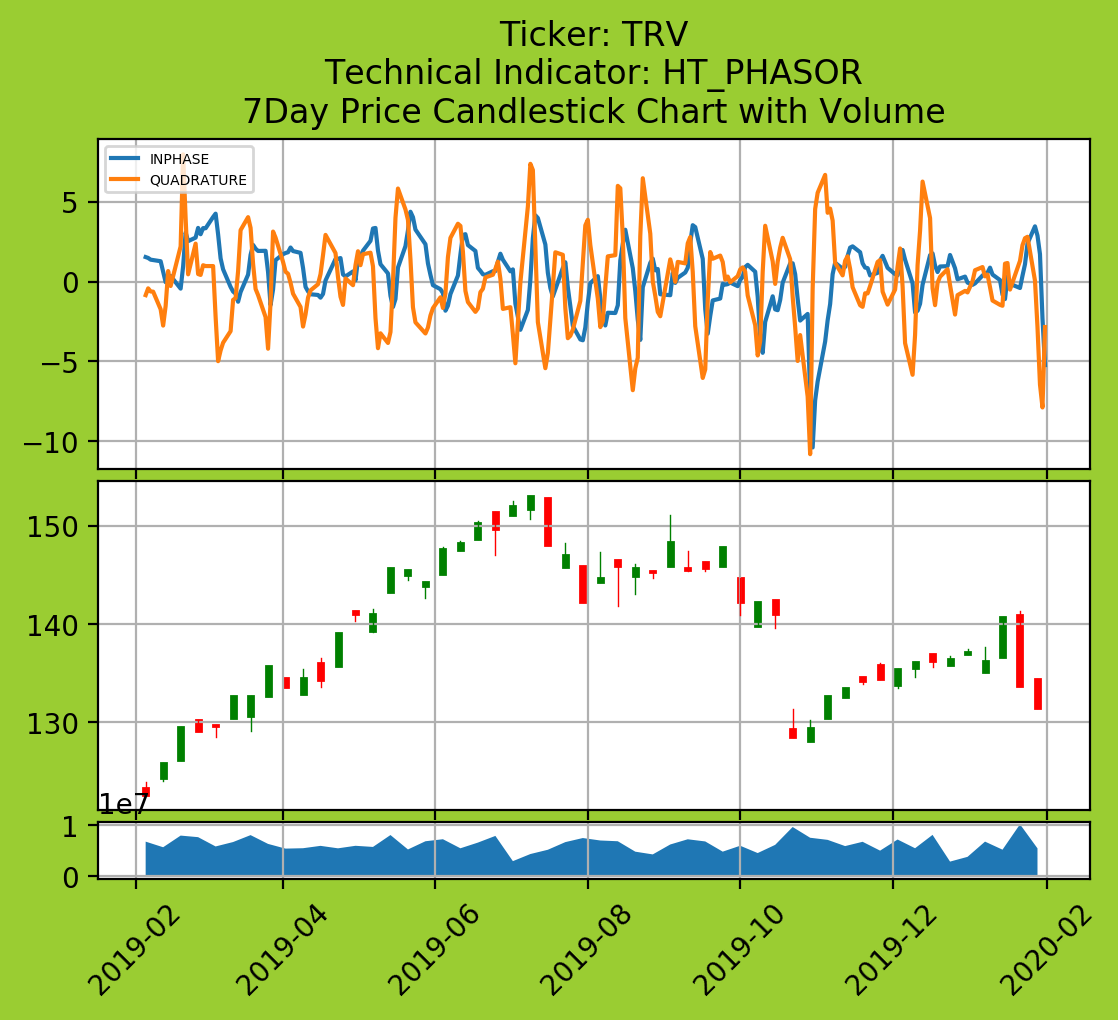 Ticker: TRV
Technical Indicator: HT_PHASOR
7Day Price Candlestick Chart with Volume
INPHASE
QUADRATURE
5
0
−5
−10
150
140
130
1e7
1
0
2019-02
2019-04
2019-06
2019-08
2019-10
2019-12
2020-02